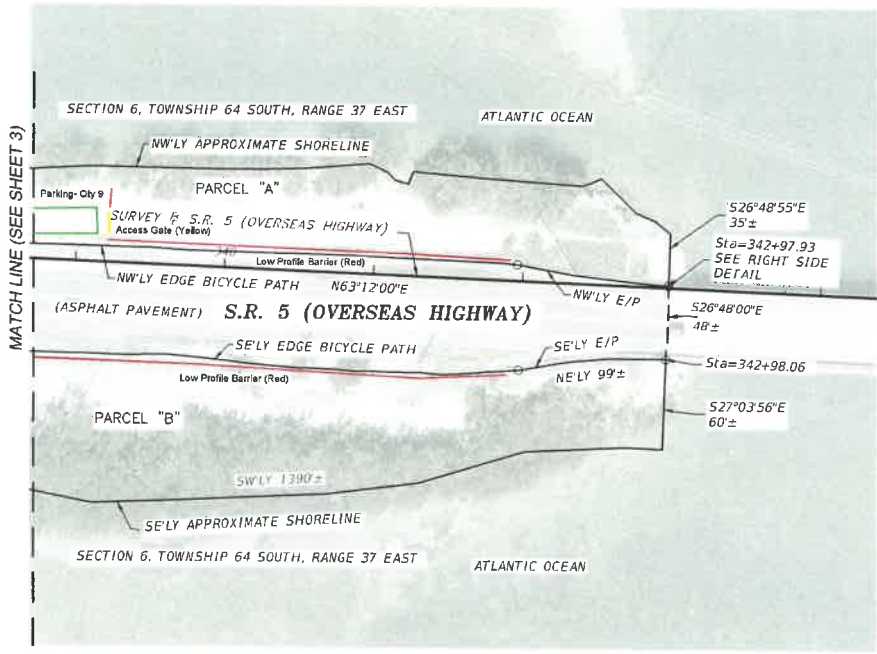 MATCH LINE (SEE SHEET 3)
SECTION 6, TOWNSHIP 64 SOUTH, RANGE 37 EAST
ATLANTIC OCEAN
NW'LY APPROXIMATE SHORELINE
PARCEL "A"
Parking- Qty 9
SURVEY ℄ S.R. 5 (OVERSEAS HIGHWAY)
Access Gate (Yellow)
340
Low Profile Barrier (Red)
S26°48'55"E
35'±
Sta=342+97.93
SEE RIGHT SIDE
DETAIL
NW'LY EDGE BICYCLE PATH
N63°12'00"E
NW'LY E/P
(ASPHALT PAVEMENT)
S.R. 5 (OVERSEAS HIGHWAY)
S26°48'00"E
48'±
SE'LY EDGE BICYCLE PATH
SE'LY E/P
Low Profile Barrier (Red)
NE'LY 99'±
Sta=342+98.06
PARCEL "B"
S27°03'56"E
60'±
SW'LY 1390'±
SE'LY APPROXIMATE SHORELINE
SECTION 6, TOWNSHIP 64 SOUTH, RANGE 37 EAST
ATLANTIC OCEAN